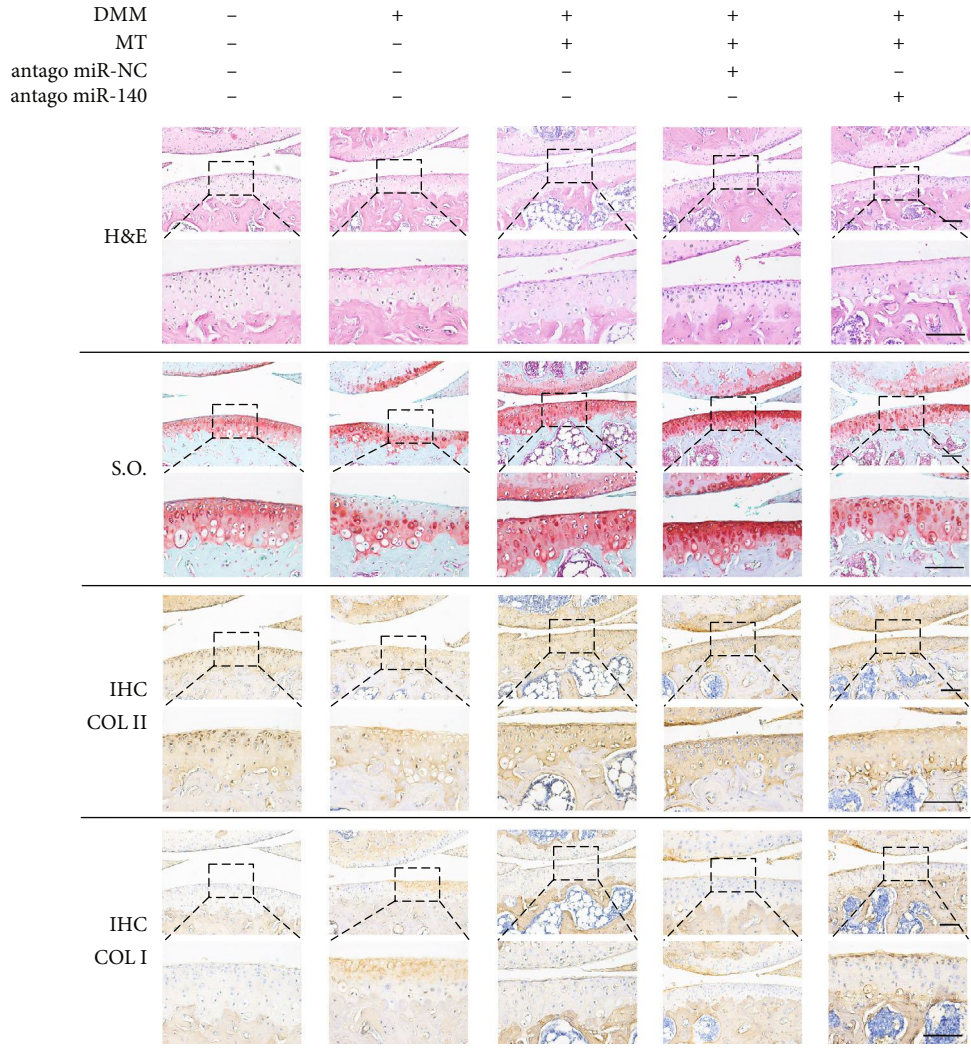 DMM – + + + +
MT – – + + +
antago miR-NC – – – + –
antago miR-140 – – – – +
H&E
S.O.
IHC
COL II
IHC
COL I